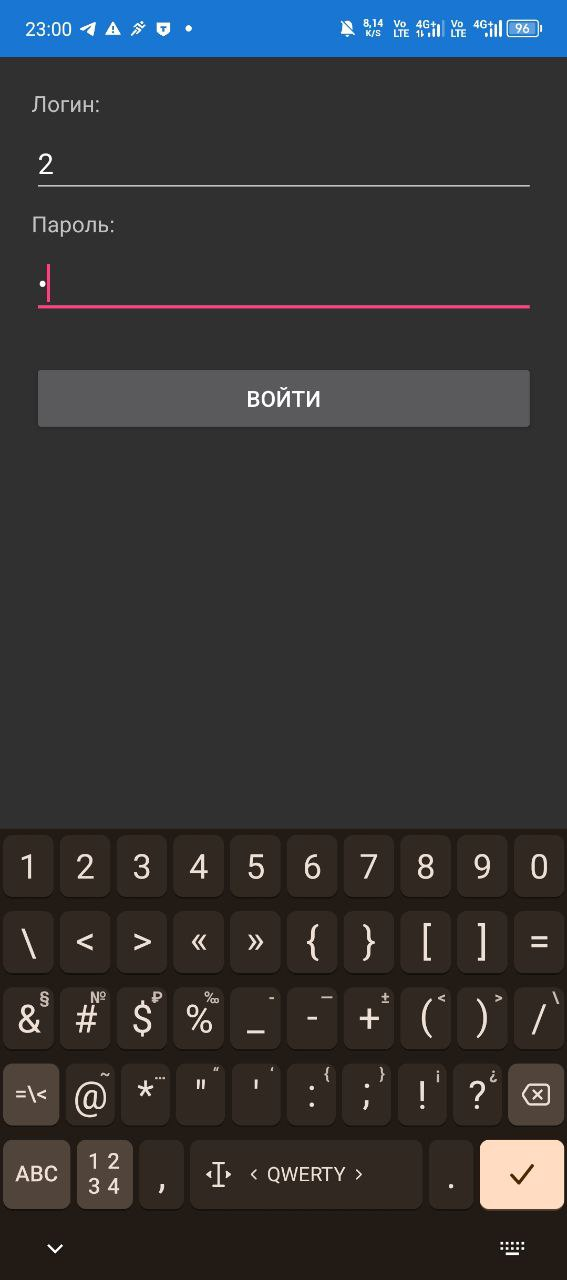 23:00 8,14 K/S Vo LTE 4G+ Vo LTE 4G+ 96
Логин:
2
Пароль:
•
ВОЙТИ
1 2 3 4 5 6 7 8 9 0
\ < > « » { } [ ] =
& § # № $ ₽ % ‰ _ - - — + ± ( < ) > / \
=\< @ ~ * … " “ ' ‘ : { ; } ! ¡ ? ¿
ABC 1 2 3 4 , < QWERTY > .